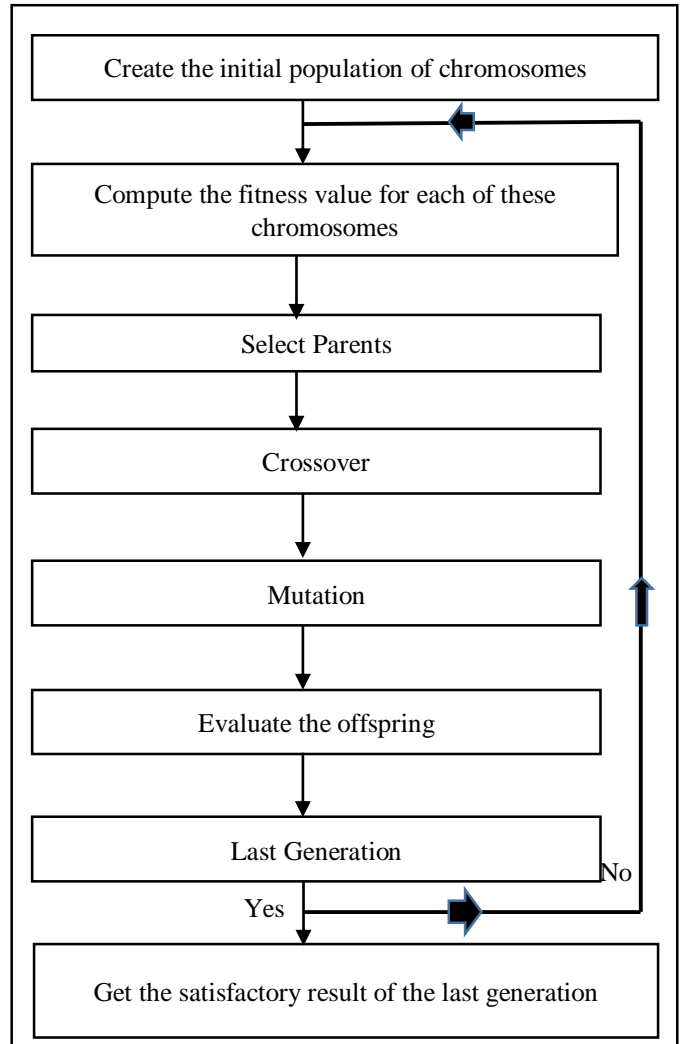 Create the initial population of chromosomes
Compute the fitness value for each of these
chromosomes
Select Parents
Crossover
Mutation
Evaluate the offspring
Last Generation
No
Yes
Get the satisfactory result of the last generation